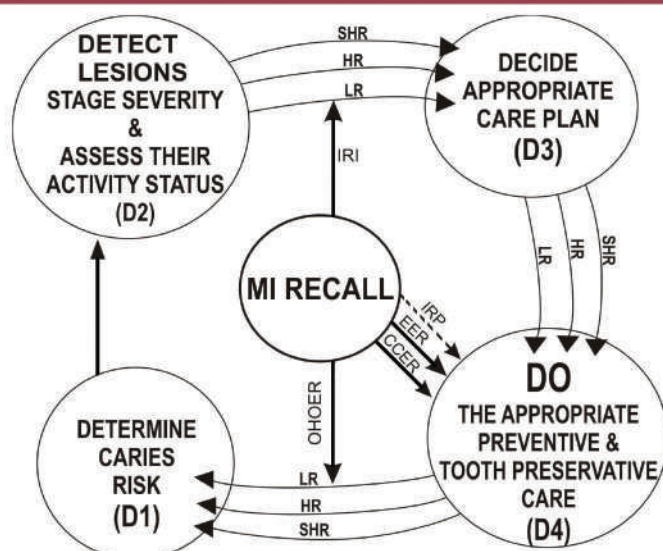 DETECT
LESIONS
STAGE SEVERITY
&
ASSESS THEIR
ACTIVITY STATUS
(D2)
SHR
HR
LR
DECIDE
APPROPRIATE
CARE PLAN
(D3)
IRI
MI RECALL
IRP
EER
CCER
OHOER
LR
HR
SHR
DETERMINE
CARIES
RISK
(D1)
LR
HR
SHR
DO
THE APPROPRIATE
PREVENTIVE &
TOOTH PRESERVATIVE
CARE
(D4)